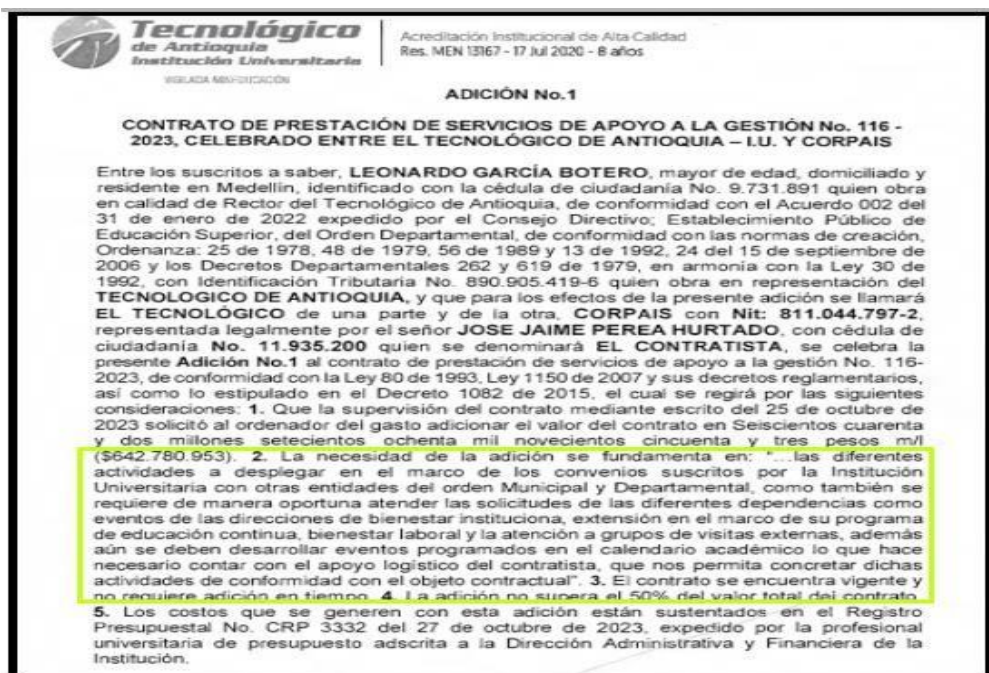 Tecnológico
de Antioquia
Institución Universitaria
VIGILADA MINEDUCACIÓN
Acreditación Institucional de Alta Calidad
Res. MEN 13167 - 17 Jul 2020 - 8 años
ADICIÓN No.1
CONTRATO DE PRESTACIÓN DE SERVICIOS DE APOYO A LA GESTIÓN No. 116 -
2023, CELEBRADO ENTRE EL TECNOLÓGICO DE ANTIOQUIA – I.U. Y CORPAIS
Entre los suscritos a saber, LEONARDO GARCÍA BOTERO, mayor de edad, domiciliado y
residente en Medellín, identificado con la cédula de ciudadanía No. 9.731.891 quien obra
en calidad de Rector del Tecnológico de Antioquia, de conformidad con el Acuerdo 002 del
31 de enero de 2022 expedido por el Consejo Directivo; Establecimiento Público de
Educación Superior, del Orden Departamental, de conformidad con las normas de creación,
Ordenanza: 25 de 1978, 48 de 1979, 56 de 1989 y 13 de 1992, 24 del 15 de septiembre de
2006 y los Decretos Departamentales 262 y 619 de 1979, en armonía con la Ley 30 de
1992, con Identificación Tributaria No. 890.905.419-6 quien obra en representación del
TECNOLOGICO DE ANTIOQUIA, y que para los efectos de la presente adición se llamará
EL TECNOLÓGICO de una parte y de la otra, CORPAIS con Nit: 811.044.797-2,
representada legalmente por el señor JOSE JAIME PEREA HURTADO, con cédula de
ciudadanía No. 11.935.200 quien se denominará EL CONTRATISTA, se celebra la
presente Adición No.1 al contrato de prestación de servicios de apoyo a la gestión No. 116-
2023, de conformidad con la Ley 80 de 1993, Ley 1150 de 2007 y sus decretos reglamentarios,
así como lo estipulado en el Decreto 1082 de 2015, el cual se regirá por las siguientes
consideraciones: 1. Que la supervisión del contrato mediante escrito del 25 de octubre de
2023 solicitó al ordenador del gasto adicionar el valor del contrato en Seiscientos cuarenta
y dos millones setecientos ochenta mil novecientos cincuenta y tres pesos m/l
($642.780.953). 2. La necesidad de la adición se fundamenta en: "...las diferentes
actividades a desplegar en el marco de los convenios suscritos por la Institución
Universitaria con otras entidades del orden Municipal y Departamental, como también se
requiere de manera oportuna atender las solicitudes de las diferentes dependencias como
eventos de las direcciones de bienestar instituciona, extensión en el marco de su programa
de educación continua, bienestar laboral y la atención a grupos de visitas externas, además
aún se deben desarrollar eventos programados en el calendario académico lo que hace
necesario contar con el apoyo logístico del contratista, que nos permita concretar dichas
actividades de conformidad con el objeto contractual". 3. El contrato se encuentra vigente y
no requiere adición en tiempo. 4. La adición no supera el 50% del valor total del contrato.
5. Los costos que se generen con esta adición están sustentados en el Registro
Presupuestal No. CRP 3332 del 27 de octubre de 2023, expedido por la profesional
universitaria de presupuesto adscrita a la Dirección Administrativa y Financiera de la
Institución.